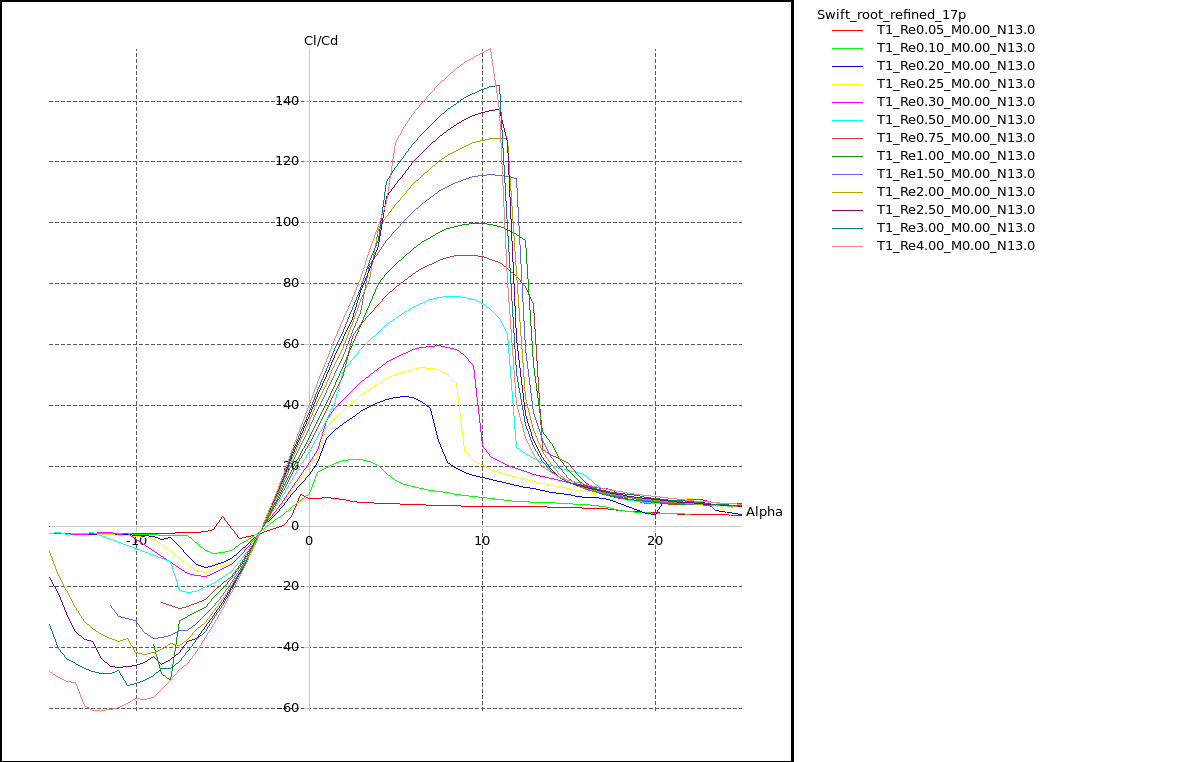 Cl/Cd
140
120
100
80
60
40
20
0
-20
-40
-60
-10
0
10
20
Alpha
Swift_root_refined_17p
T1_Re0.05_M0.00_N13.0
T1_Re0.10_M0.00_N13.0
T1_Re0.20_M0.00_N13.0
T1_Re0.25_M0.00_N13.0
T1_Re0.30_M0.00_N13.0
T1_Re0.50_M0.00_N13.0
T1_Re0.75_M0.00_N13.0
T1_Re1.00_M0.00_N13.0
T1_Re1.50_M0.00_N13.0
T1_Re2.00_M0.00_N13.0
T1_Re2.50_M0.00_N13.0
T1_Re3.00_M0.00_N13.0
T1_Re4.00_M0.00_N13.0